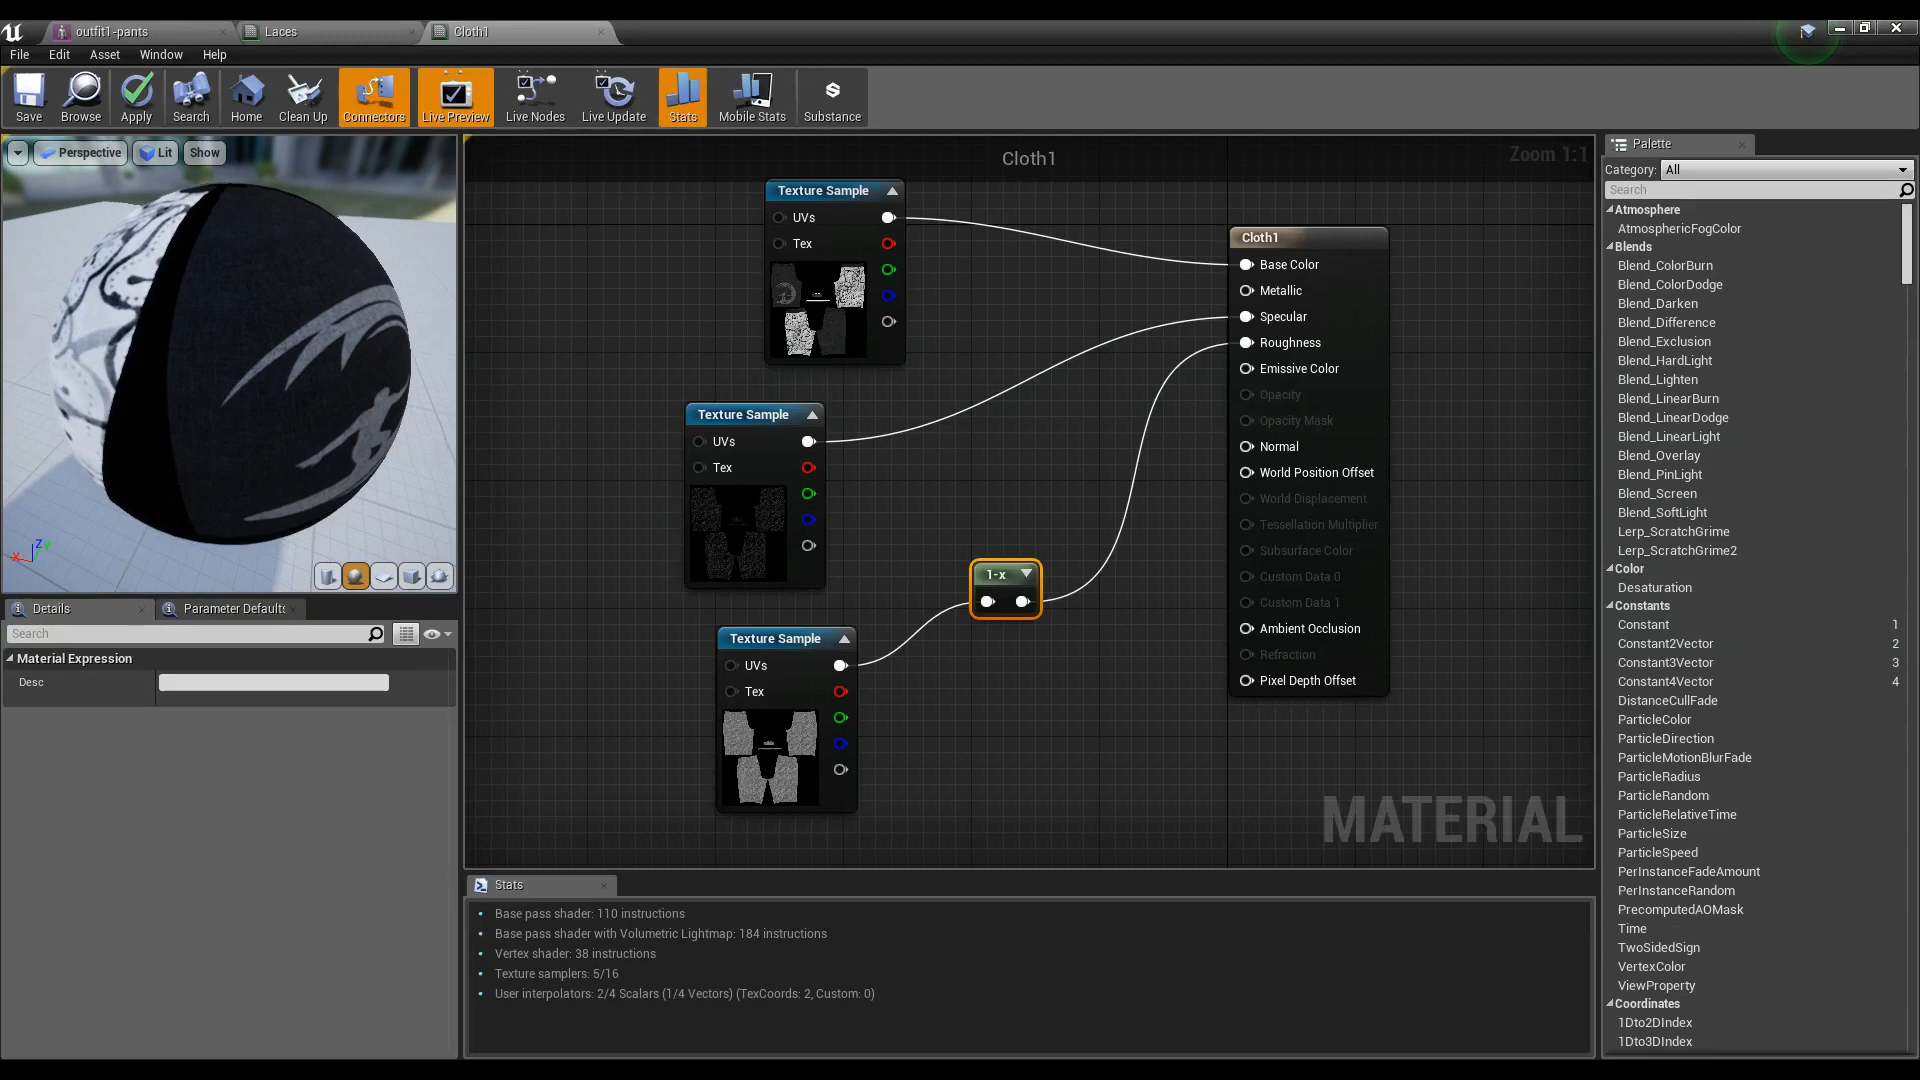 outfit1-pants
Laces
Cloth1
File
Edit
Asset
Window
Help
Save
Browse
Apply
Search
Home
Clean Up
Connectors
Live Preview
Live Nodes
Live Update
Stats
Mobile Stats
Substance
Perspective
Lit
Show
X
Z
Y
Details
Parameter Defaults
Search
Material Expression
Desc
Cloth1
Zoom 1:1
Texture Sample
UVs
Tex
Texture Sample
UVs
Tex
Texture Sample
UVs
Tex
1-x
Cloth1
Base Color
Metallic
Specular
Roughness
Emissive Color
Opacity
Opacity Mask
Normal
World Position Offset
World Displacement
Tessellation Multiplier
Subsurface Color
Custom Data 0
Custom Data 1
Ambient Occlusion
Refraction
Pixel Depth Offset
MATERIAL
Stats
Base pass shader: 110 instructions
Base pass shader with Volumetric Lightmap: 184 instructions
Vertex shader: 38 instructions
Texture samplers: 5/16
User interpolators: 2/4 Scalars (1/4 Vectors) (TexCoords: 2, Custom: 0)
Palette
Category: All
Search
Atmosphere
AtmosphericFogColor
Blends
Blend_ColorBurn
Blend_ColorDodge
Blend_Darken
Blend_Difference
Blend_Exclusion
Blend_HardLight
Blend_Lighten
Blend_LinearBurn
Blend_LinearDodge
Blend_LinearLight
Blend_Overlay
Blend_PinLight
Blend_Screen
Blend_SoftLight
Lerp_ScratchGrime
Lerp_ScratchGrime2
Color
Desaturation
Constants
Constant 1
Constant2Vector 2
Constant3Vector 3
Constant4Vector 4
DistanceCullFade
ParticleColor
ParticleDirection
ParticleMotionBlurFade
ParticleRadius
ParticleRandom
ParticleRelativeTime
ParticleSize
ParticleSpeed
PerInstanceFadeAmount
PerInstanceRandom
PrecomputedAOMask
Time
TwoSidedSign
VertexColor
ViewProperty
Coordinates
1Dto2DIndex
1Dto3DIndex